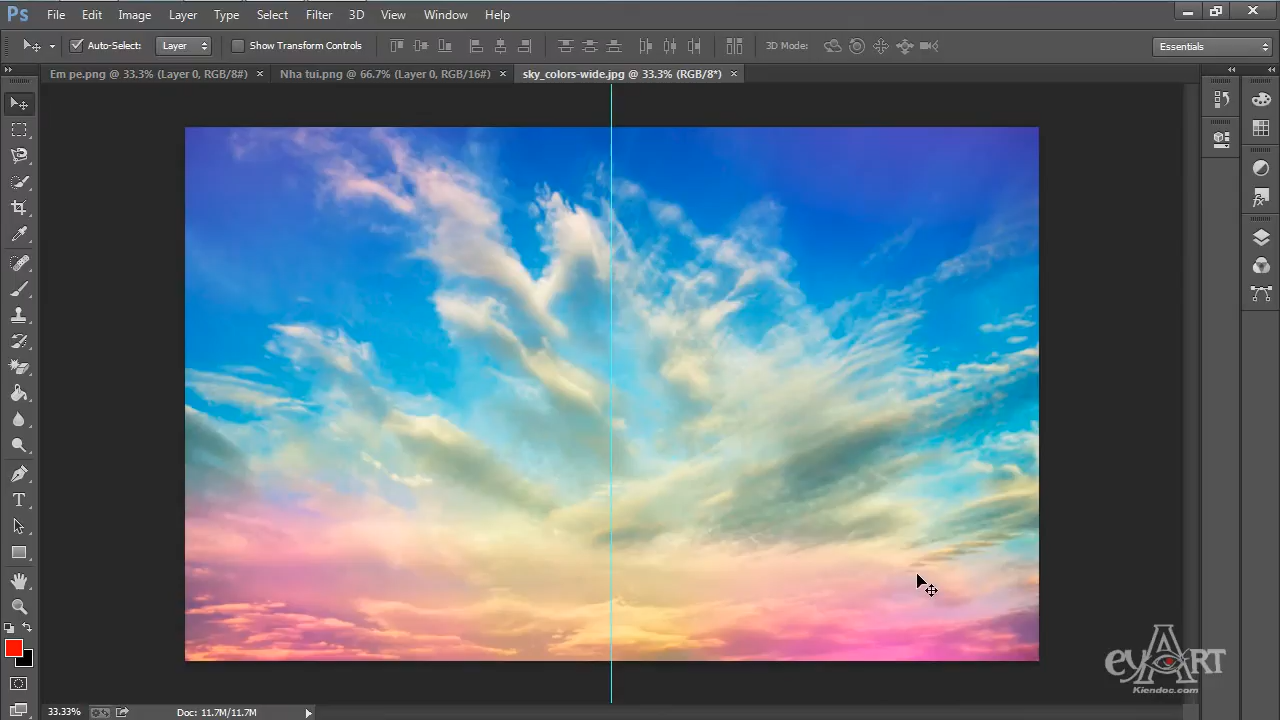 Ps File Edit Image Layer Type Select Filter 3D View Window Help
Auto-Select: Layer Show Transform Controls 3D Mode: Essentials
Em pe.png @ 33.3% (Layer 0, RGB/8#) Nha tui.png @ 66.7% (Layer 0, RGB/16#) sky_colors-wide.jpg @ 33.3% (RGB/8*)
eyART
Kiendoc.com
33.33% Doc: 11.7M/11.7M